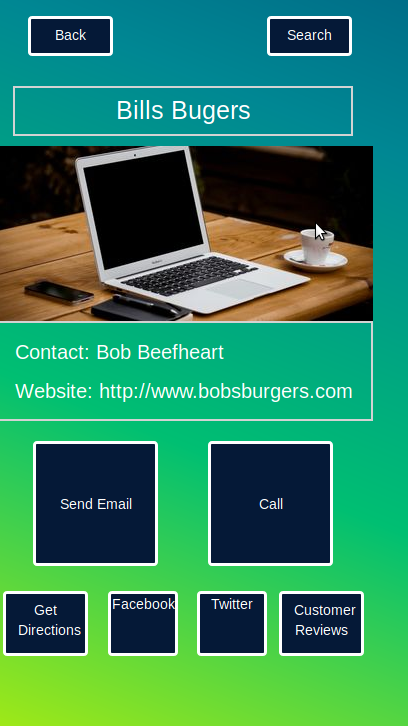 Back
Search
Bills Bugers
Contact: Bob Beefheart
Website: http://www.bobsburgers.com
Send Email
Call
Get
Directions
Facebook
Twitter
Customer
Reviews